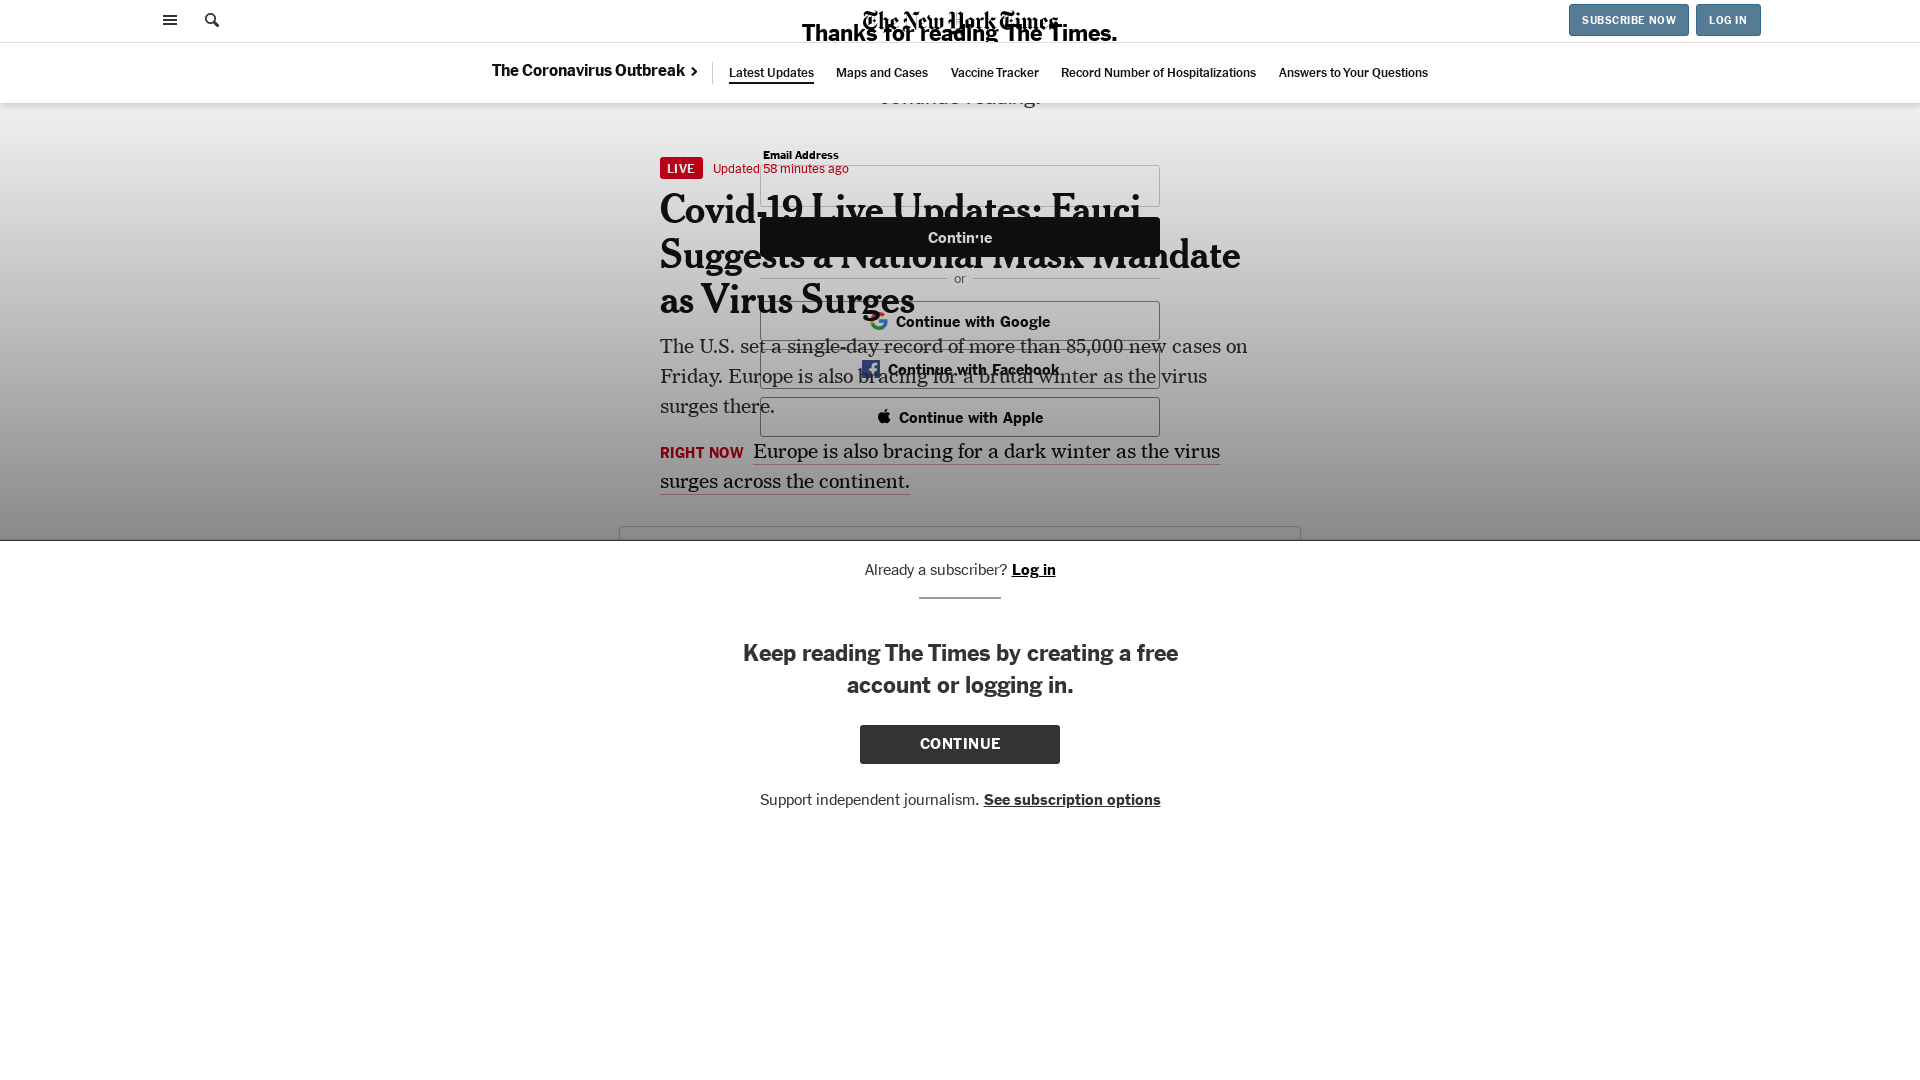 The New York Times
Thanks for reading The Times.
SUBSCRIBE NOW
LOG IN
The Coronavirus Outbreak
Latest Updates
Maps and Cases
Vaccine Tracker
Record Number of Hospitalizations
Answers to Your Questions
continue reading.
Email Address
LIVE
Updated 58 minutes ago
Covid-19 Live Updates: Fauci
Continue
Suggests a National Mask Mandate
or
as Virus Surges
Continue with Google
The U.S. set a single-day record of more than 85,000 new cases on
Continue with Facebook
Friday. Europe is also bracing for a brutal winter as the virus
surges there.
Continue with Apple
RIGHT NOW Europe is also bracing for a dark winter as the virus
surges across the continent.
Already a subscriber? Log in
Keep reading The Times by creating a free
account or logging in.
CONTINUE
Support independent journalism. See subscription options